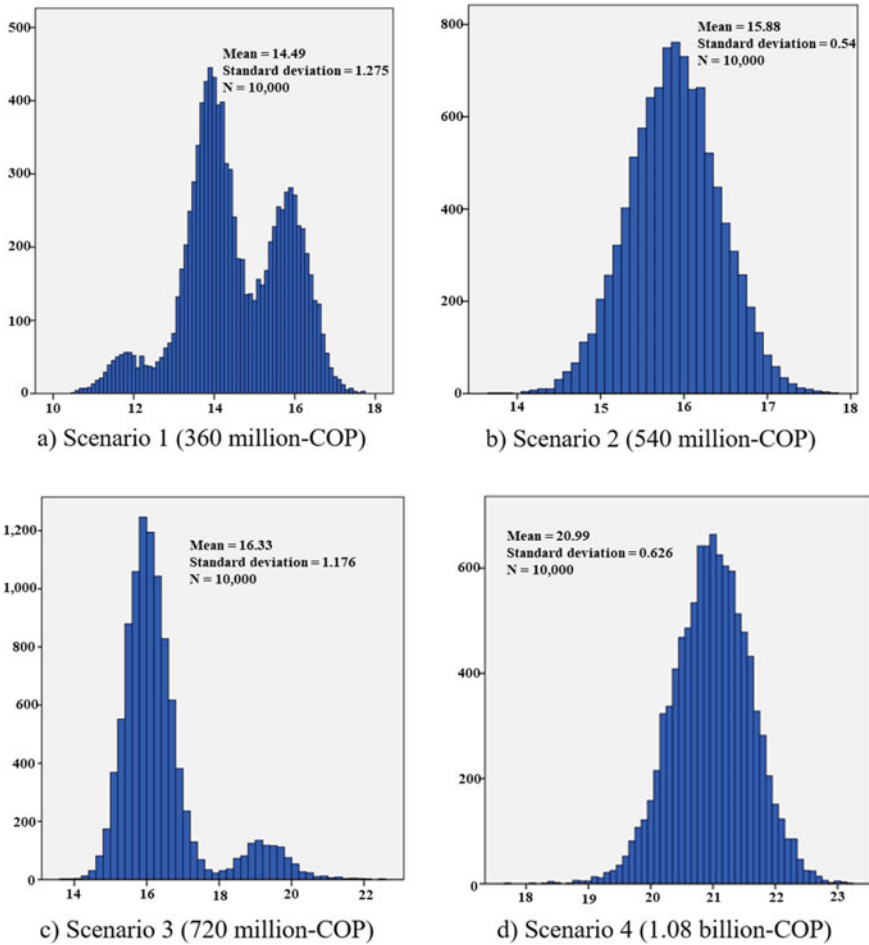 500
400
300
200
100
0
10 12 14 16 18
Mean = 14.49
Standard deviation = 1.275
N = 10,000
a) Scenario 1 (360 million-COP)
800
600
400
200
0
14 15 16 17 18
Mean = 15.88
Standard deviation = 0.54
N = 10,000
b) Scenario 2 (540 million-COP)
1,200
1,000
800
600
400
200
0
14 16 18 20 22
Mean = 16.33
Standard deviation = 1.176
N = 10,000
c) Scenario 3 (720 million-COP)
600
400
200
0
18 19 20 21 22 23
Mean = 20.99
Standard deviation = 0.626
N = 10,000
d) Scenario 4 (1.08 billion-COP)